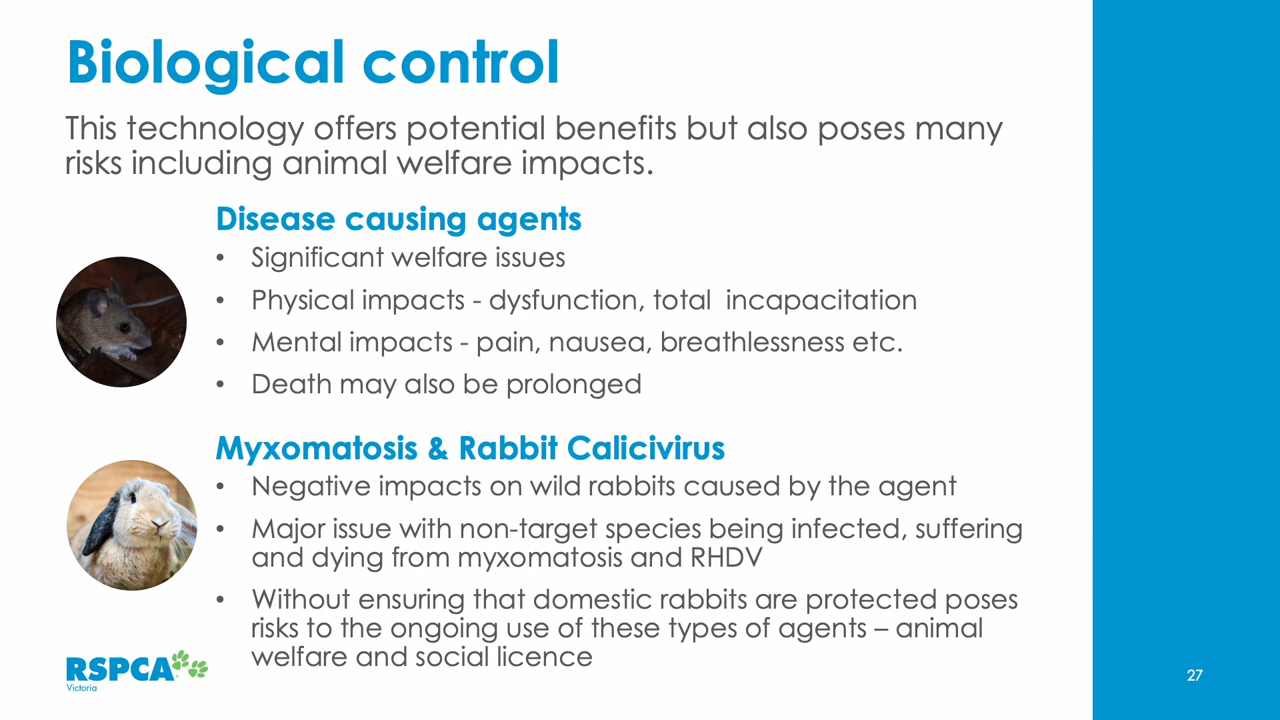 Biological control
This technology offers potential benefits but also poses many
risks including animal welfare impacts.
Disease causing agents
• Significant welfare issues
• Physical impacts - dysfunction, total  incapacitation
• Mental impacts - pain, nausea, breathlessness etc.
• Death may also be prolonged
Myxomatosis & Rabbit Calicivirus
• Negative impacts on wild rabbits caused by the agent
• Major issue with non-target species being infected, suffering
and dying from myxomatosis and RHDV
• Without ensuring that domestic rabbits are protected poses
risks to the ongoing use of these types of agents – animal
welfare and social licence
RSPCA
Victoria
27